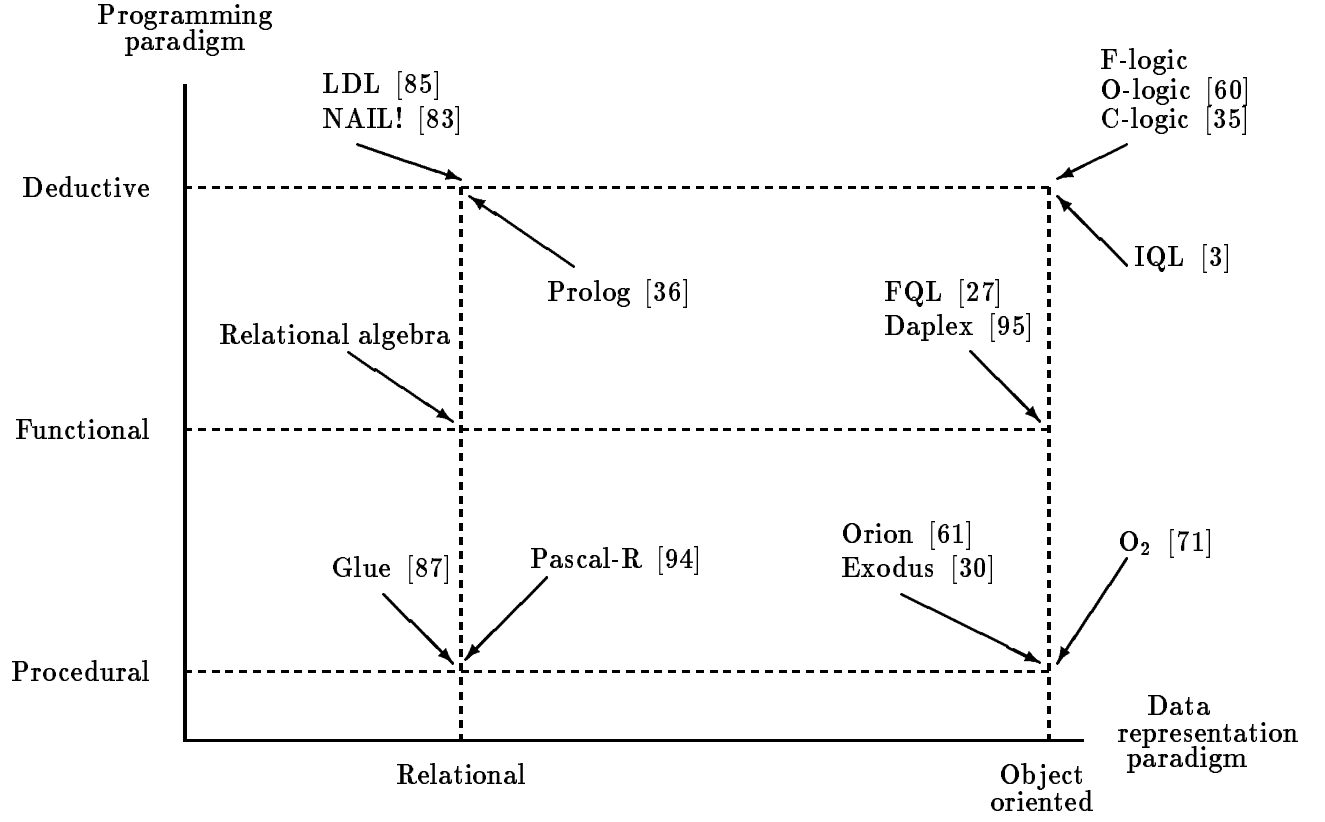 Programming
paradigm
F-logic
O-logic [60]
C-logic [35]
LDL [85]
NAIL! [83]
Deductive
IQL [3]
Prolog [36]
FQL [27]
Daplex [95]
Relational algebra
Functional
Orion [61]
Exodus [30]
O₂ [71]
Glue [87]
Pascal-R [94]
Procedural
Data
representation
paradigm
Relational
Object
oriented